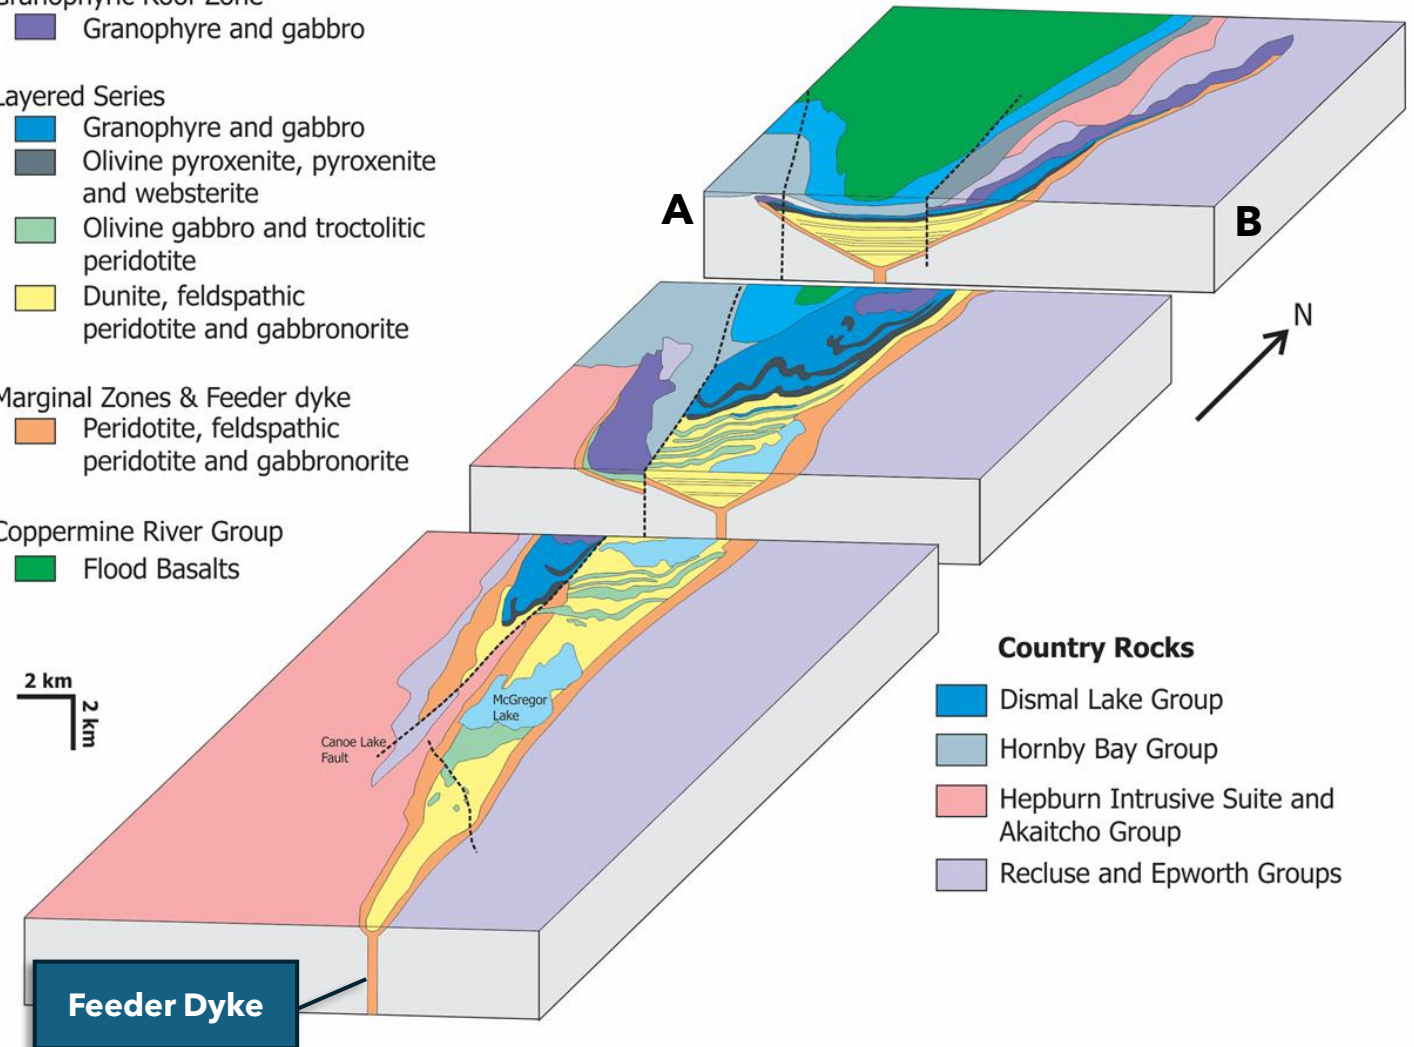 Granophyric Roof Zone
Granophyre and gabbro
Layered Series
Granophyre and gabbro
Olivine pyroxenite, pyroxenite
and websterite
Olivine gabbro and troctolitic
peridotite
Dunite, feldspathic
peridotite and gabbronorite
Marginal Zones & Feeder dyke
Peridotite, feldspathic
peridotite and gabbronorite
Coppermine River Group
Flood Basalts
A
B
N
2 km
2 km
McGregor
Lake
Canoe Lake
Fault
Feeder Dyke
Country Rocks
Dismal Lake Group
Hornby Bay Group
Hepburn Intrusive Suite and
Akaitcho Group
Recluse and Epworth Groups